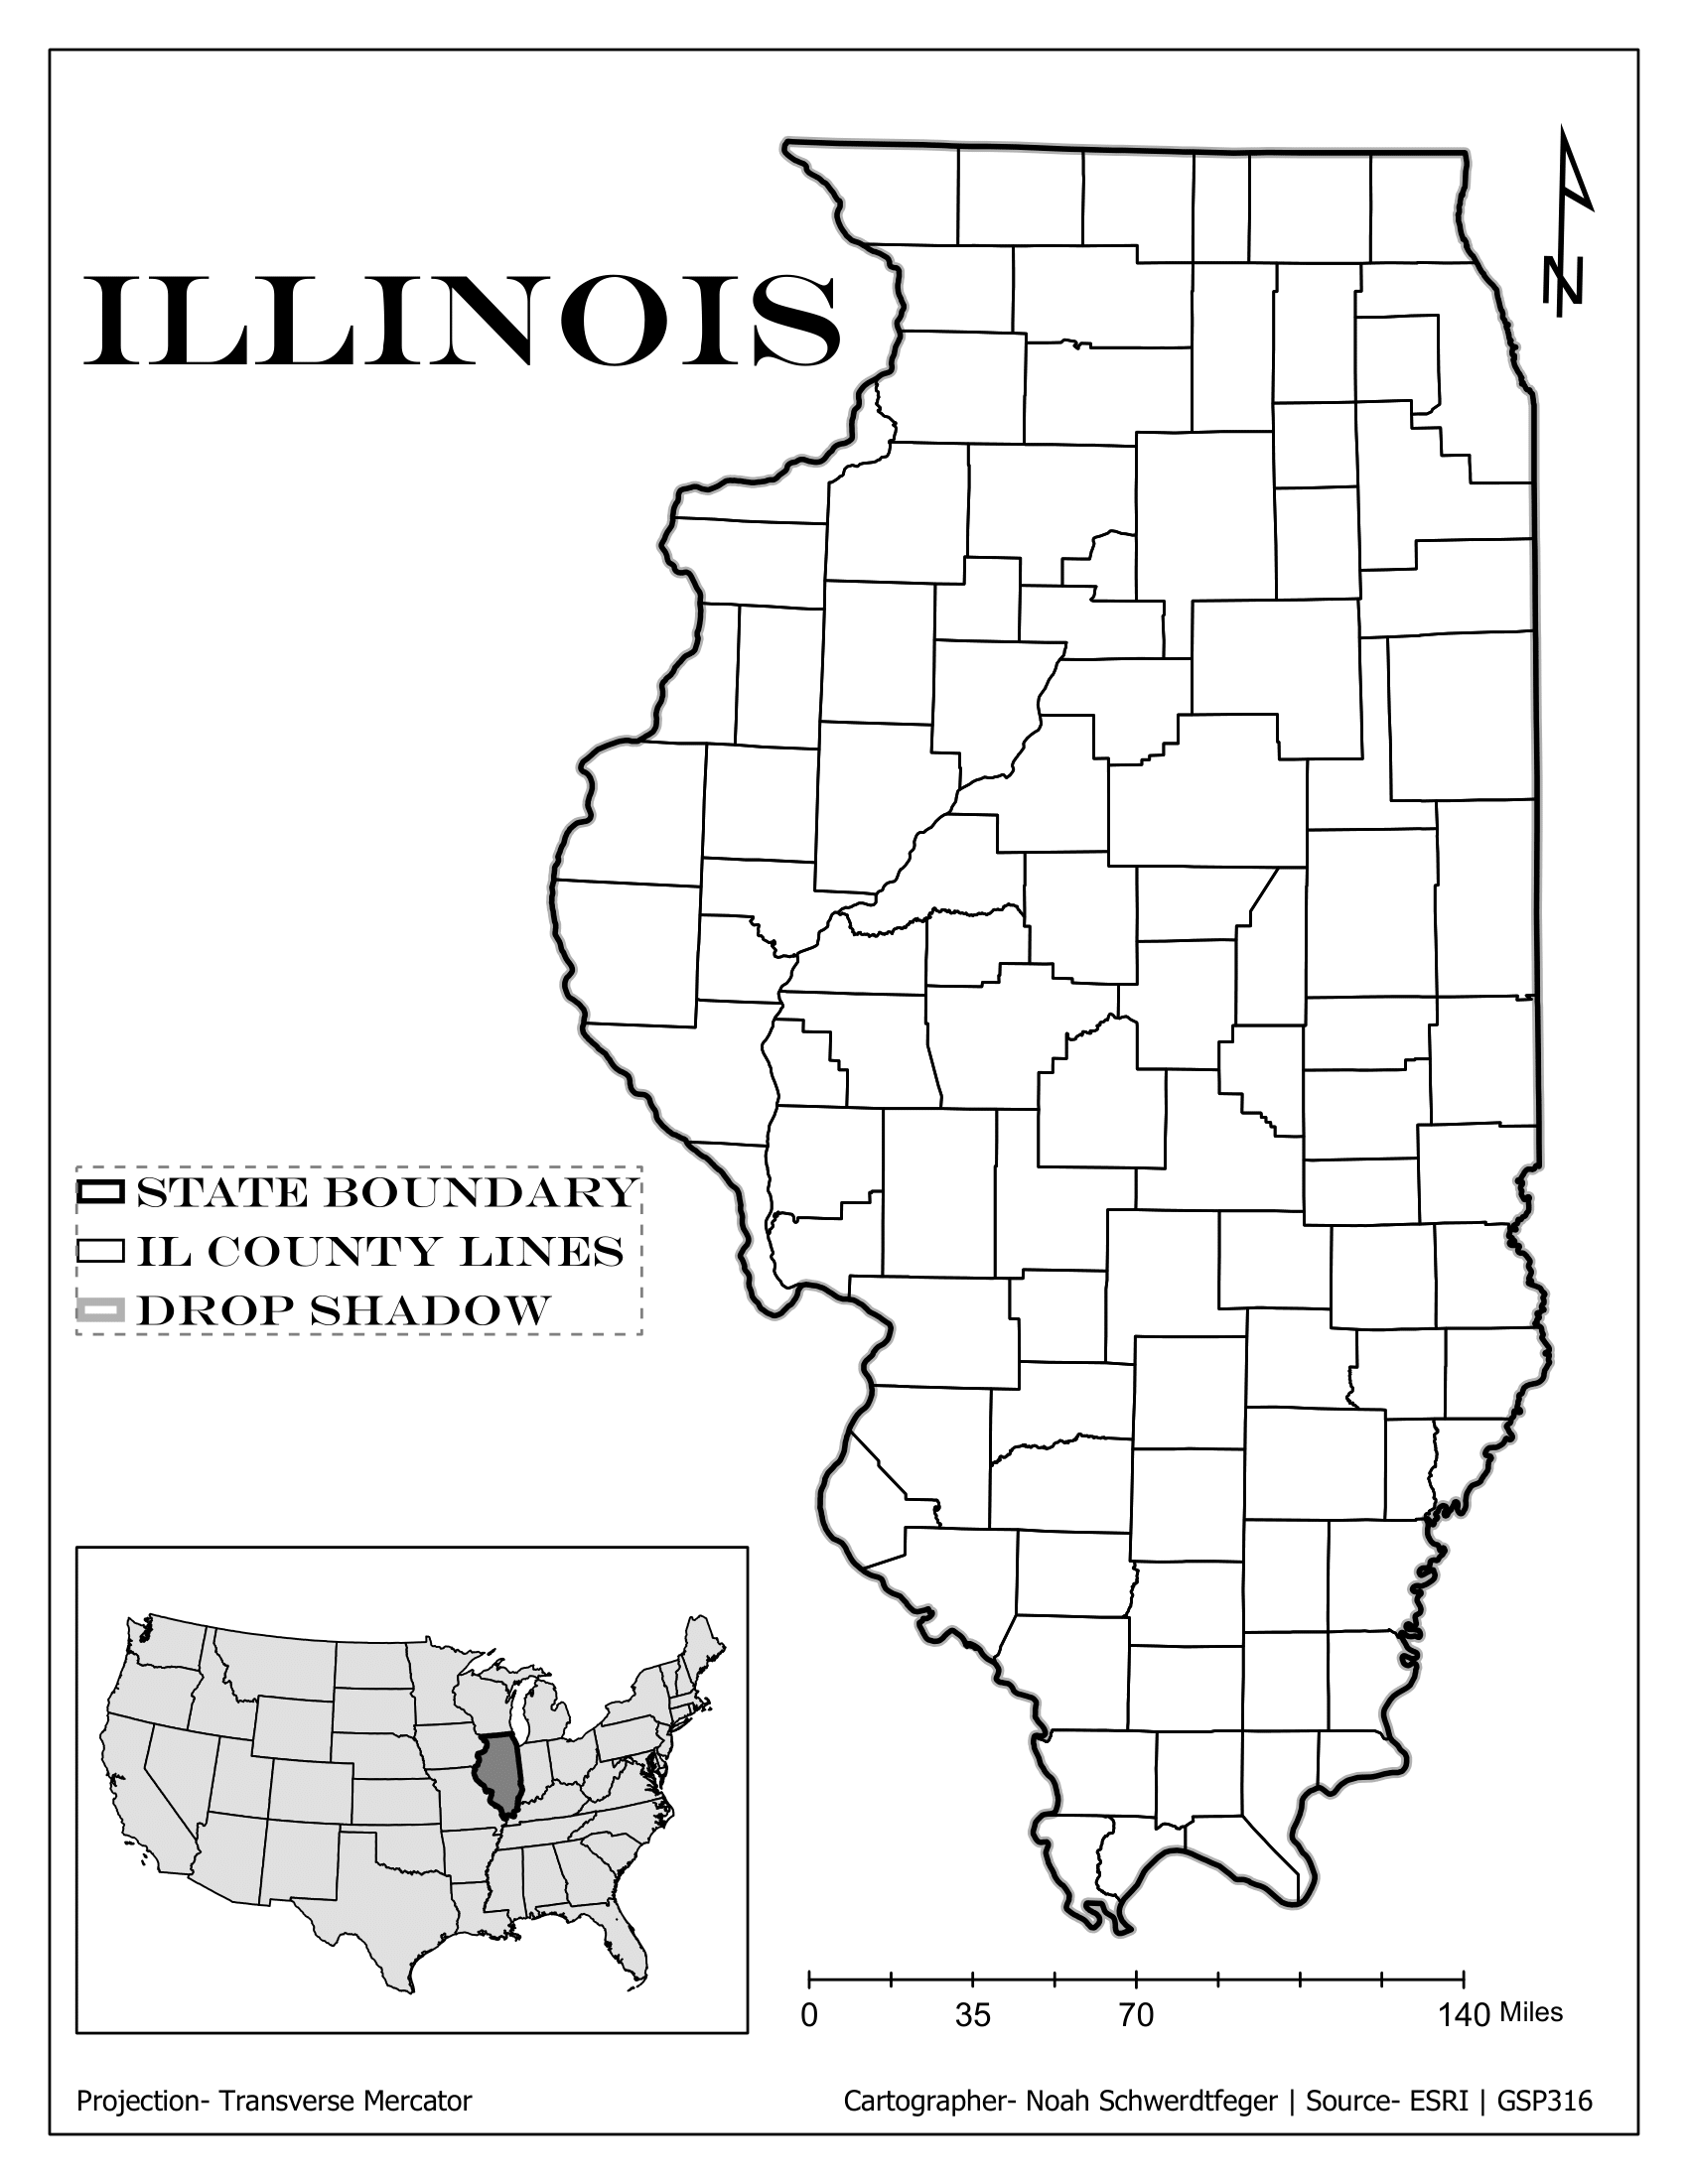 N
ILLINOIS
STATE BOUNDARY
IL COUNTY LINES
DROP SHADOW
0 35 70 140 Miles
Projection- Transverse Mercator
Cartographer- Noah Schwerdtfeger | Source- ESRI | GSP316